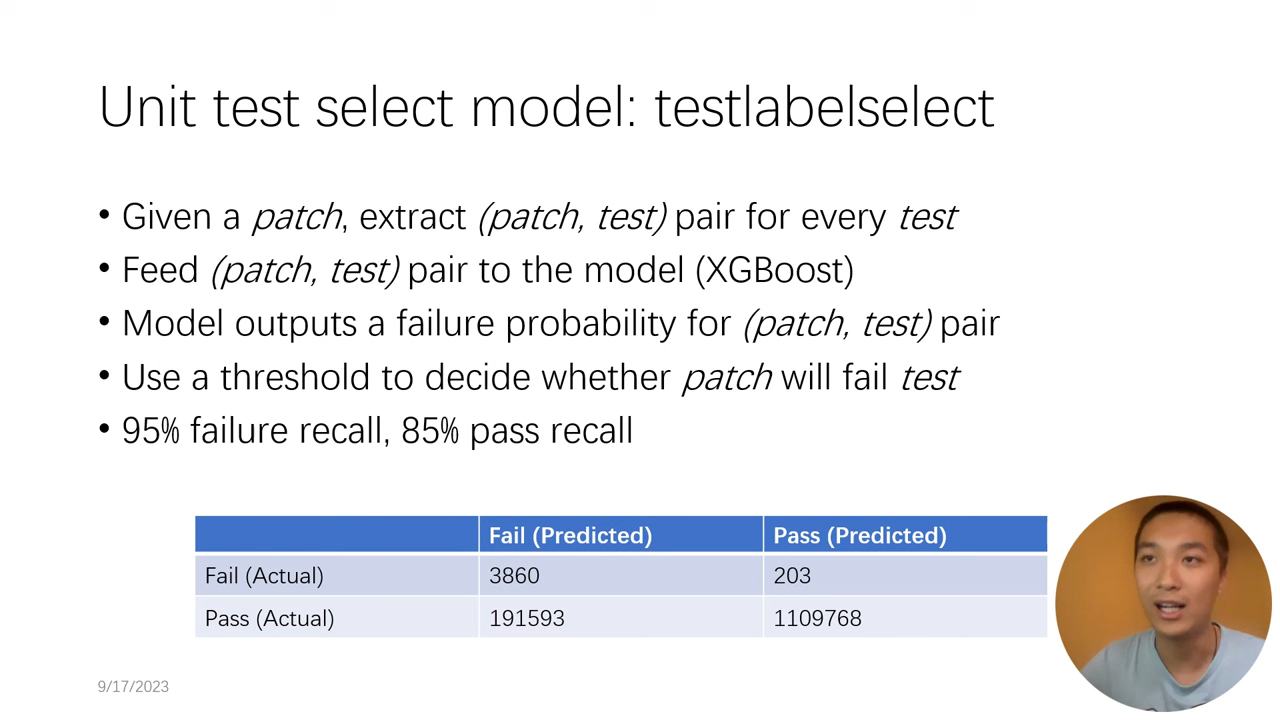 Unit test select model: testlabelselect
• Given a patch, extract (patch, test) pair for every test
• Feed (patch, test) pair to the model (XGBoost)
• Model outputs a failure probability for (patch, test) pair
• Use a threshold to decide whether patch will fail test
• 95% failure recall, 85% pass recall
Fail (Predicted) Pass (Predicted)
Fail (Actual) 3860 203
Pass (Actual) 191593 1109768
9/17/2023